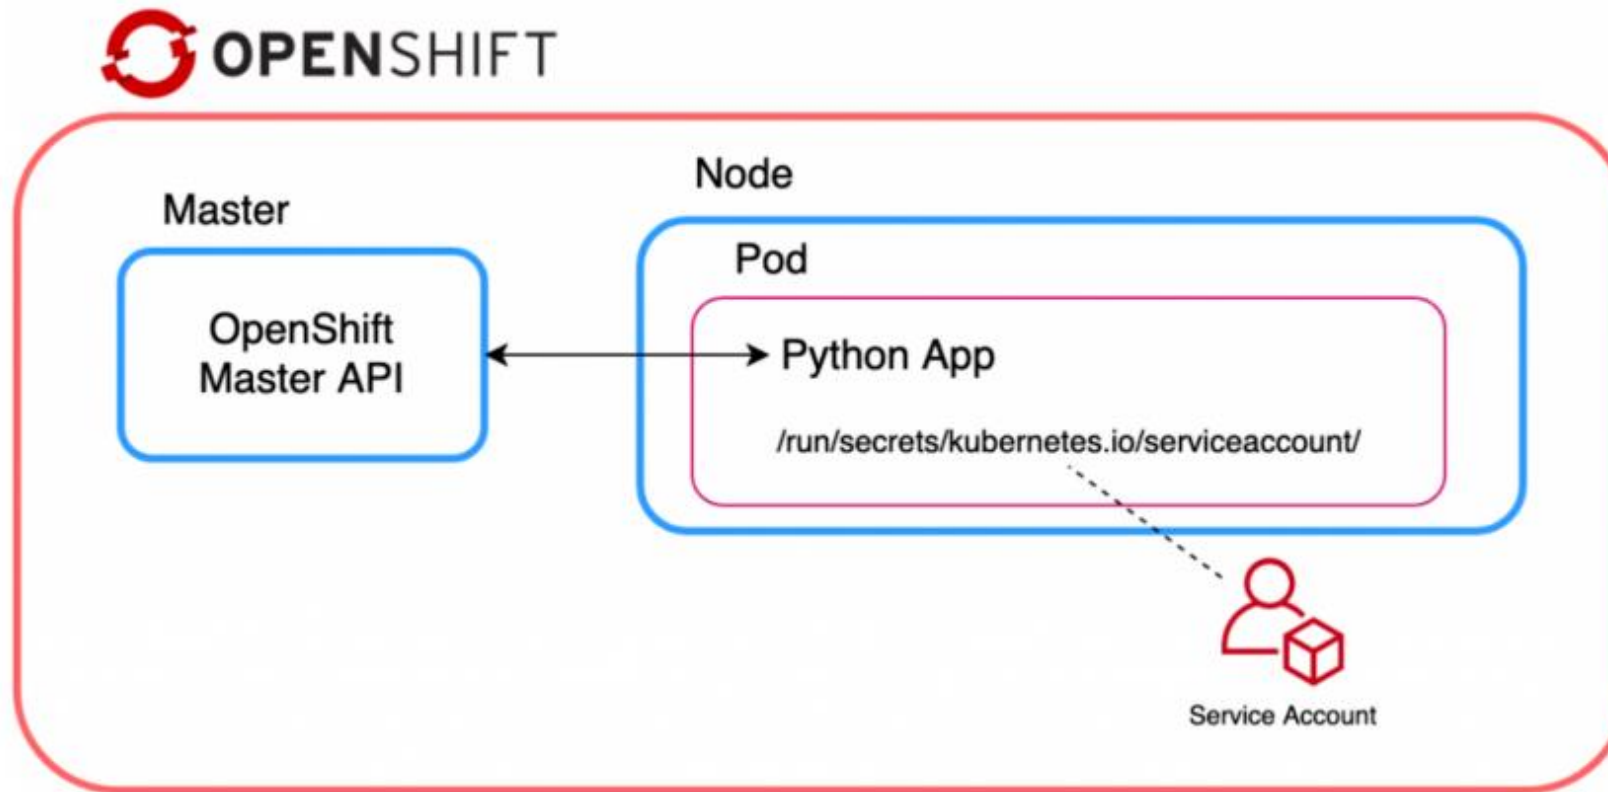 OPENSHIFT
Master
OpenShift
Master API
Node
Pod
Python App
/run/secrets/kubernetes.io/serviceaccount/
Service Account